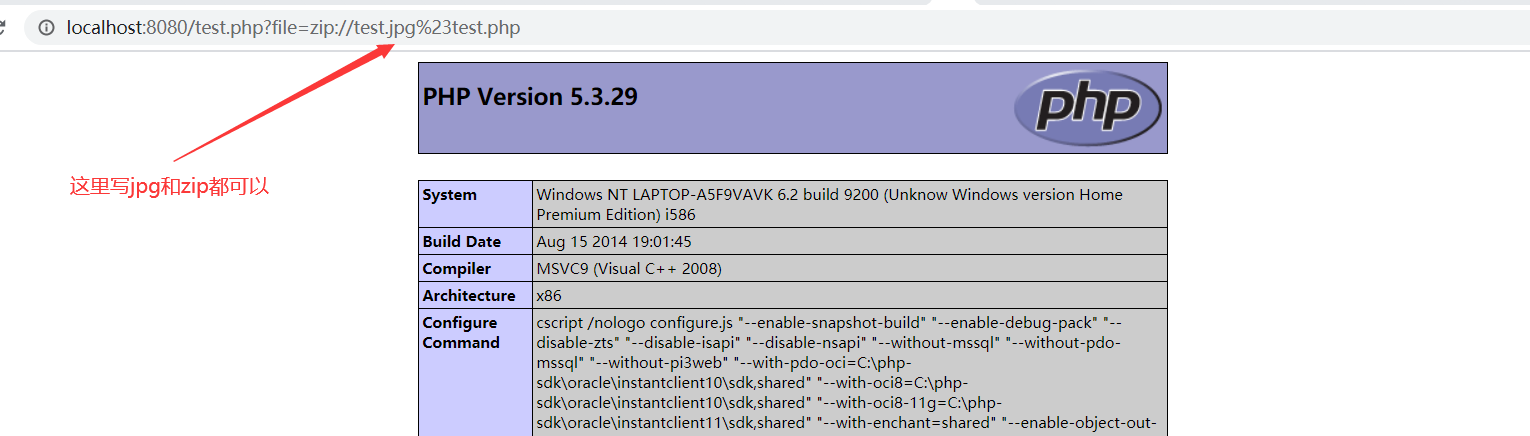 localhost:8080/test.php?file=zip://test.jpg%23test.php
PHP Version 5.3.29
php
这里写jpg和zip都可以
System
Windows NT LAPTOP-A5F9VAVK 6.2 build 9200 (Unknow Windows version Home
Premium Edition) i586
Build Date
Aug 15 2014 19:01:45
Compiler
MSVC9 (Visual C++ 2008)
Architecture
x86
Configure
Command
cscript /nologo configure.js "--enable-snapshot-build" "--enable-debug-pack" "--
disable-zts" "--disable-isapi" "--disable-nsapi" "--without-mssql" "--without-pdo-
mssql" "--without-pi3web" "--with-pdo-oci=C:\php-
sdk\oracle\instantclient10\sdk,shared" "--with-oci8=C:\php-
sdk\oracle\instantclient10\sdk,shared" "--with-oci8-11g=C:\php-
sdk\oracle\instantclient11\sdk,shared" "--with-enchant=shared" "--enable-object-out-